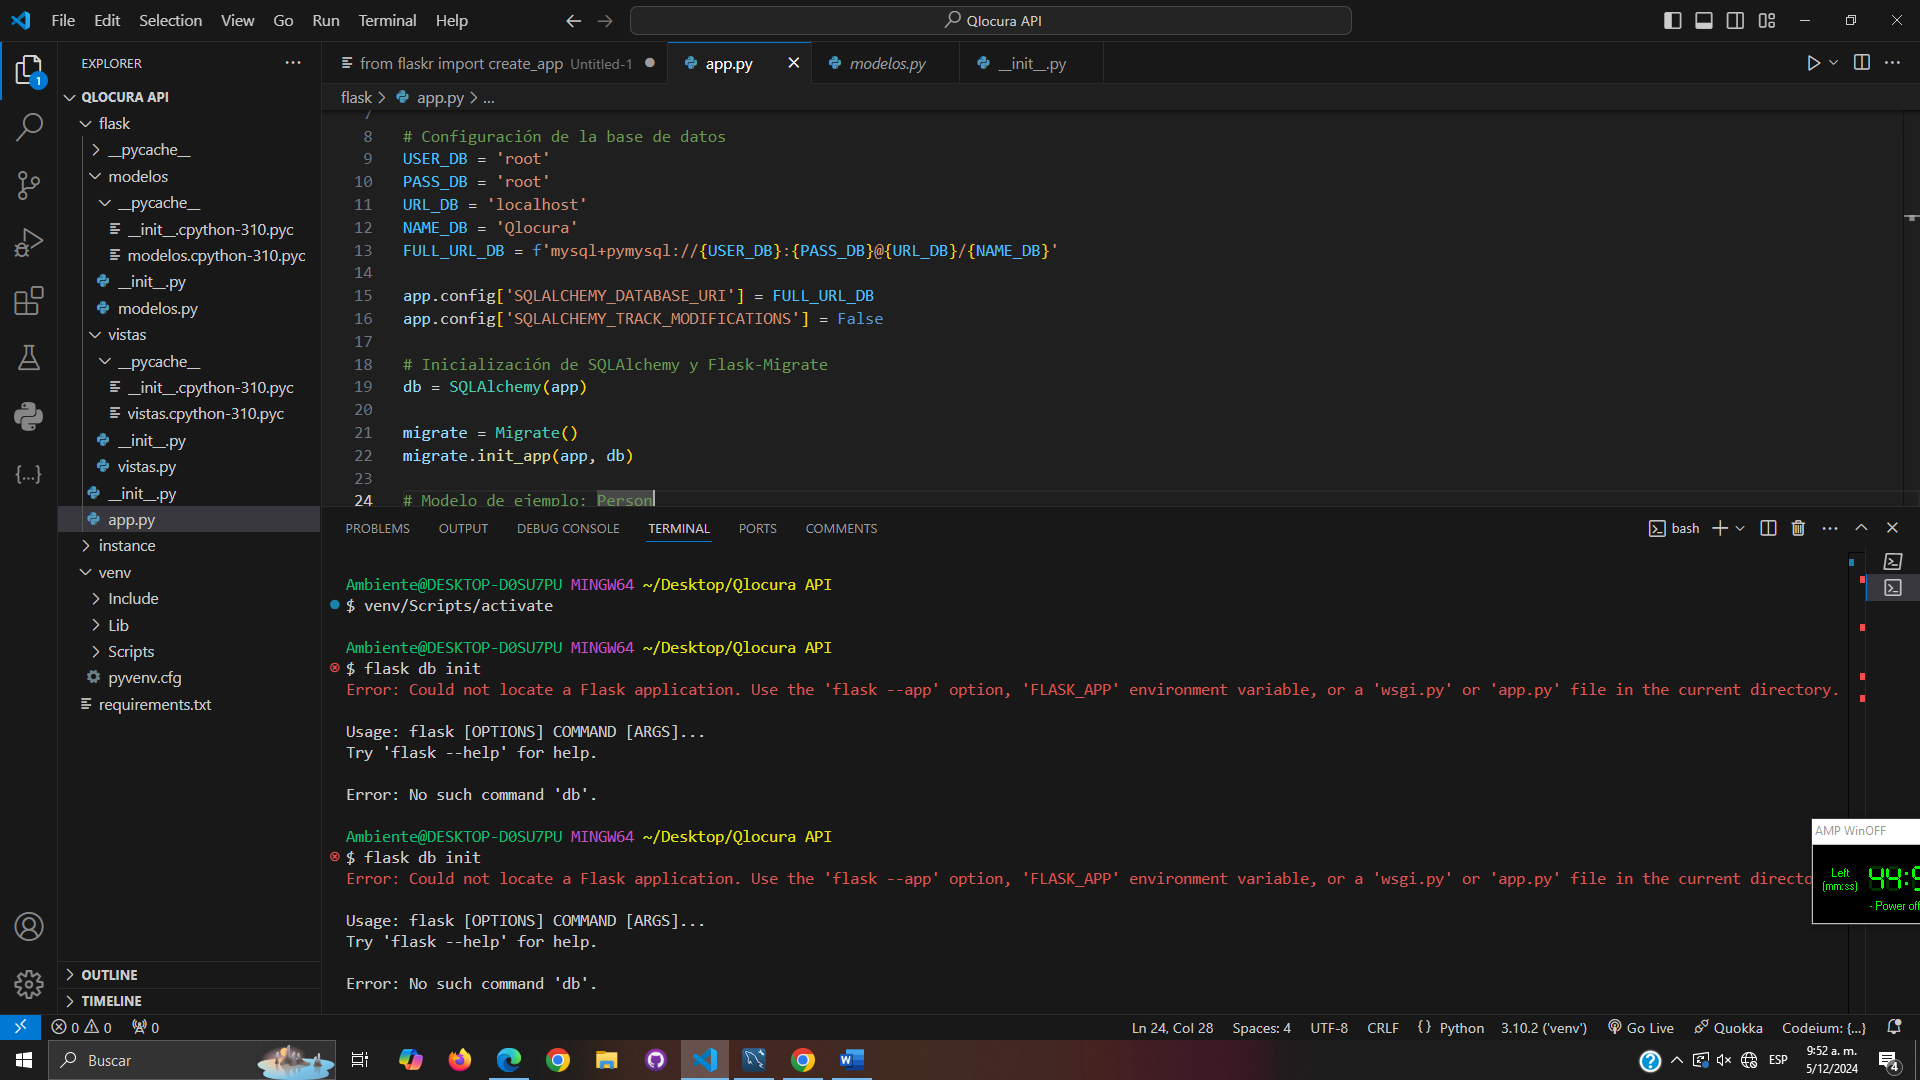 File Edit Selection View Go Run Terminal Help
Qlocura API
EXPLORER
from flaskr import create_app Untitled-1
app.py
modelos.py
__init__.py
QLOCURA API
flask
__pycache__
modelos
__pycache__
__init__.cpython-310.pyc
modelos.cpython-310.pyc
__init__.py
modelos.py
vistas
__pycache__
__init__.cpython-310.pyc
vistas.cpython-310.pyc
__init__.py
vistas.py
__init__.py
app.py
instance
venv
Include
Lib
Scripts
pyvenv.cfg
requirements.txt
OUTLINE
TIMELINE
1
flask > app.py > ...
7
8 # Configuración de la base de datos
9 USER_DB = 'root'
10 PASS_DB = 'root'
11 URL_DB = 'localhost'
12 NAME_DB = 'Qlocura'
13 FULL_URL_DB = f'mysql+pymysql://{USER_DB}:{PASS_DB}@{URL_DB}/{NAME_DB}'
14
15 app.config['SQLALCHEMY_DATABASE_URI'] = FULL_URL_DB
16 app.config['SQLALCHEMY_TRACK_MODIFICATIONS'] = False
17
18 # Inicialización de SQLAlchemy y Flask-Migrate
19 db = SQLAlchemy(app)
20
21 migrate = Migrate()
22 migrate.init_app(app, db)
23
24 # Modelo de ejemplo: Person
PROBLEMS OUTPUT DEBUG CONSOLE TERMINAL PORTS COMMENTS
bash
Ambiente@DESKTOP-D0SU7PU MINGW64 ~/Desktop/Qlocura API
$ venv/Scripts/activate
Ambiente@DESKTOP-D0SU7PU MINGW64 ~/Desktop/Qlocura API
$ flask db init
Error: Could not locate a Flask application. Use the 'flask --app' option, 'FLASK_APP' environment variable, or a 'wsgi.py' or 'app.py' file in the current directory.
Usage: flask [OPTIONS] COMMAND [ARGS]...
Try 'flask --help' for help.
Error: No such command 'db'.
Ambiente@DESKTOP-D0SU7PU MINGW64 ~/Desktop/Qlocura API
$ flask db init
Error: Could not locate a Flask application. Use the 'flask --app' option, 'FLASK_APP' environment variable, or a 'wsgi.py' or 'app.py' file in the current directo
Usage: flask [OPTIONS] COMMAND [ARGS]...
Try 'flask --help' for help.
Error: No such command 'db'.
AMP WinOFF
Left
(mm:ss)
44:
- Power off
0 0 0
Ln 24, Col 28 Spaces: 4 UTF-8 CRLF {} Python 3.10.2 ('venv') Go Live Quokka Codeium: {...}
Buscar
ESP
9:52 a. m.
5/12/2024
4